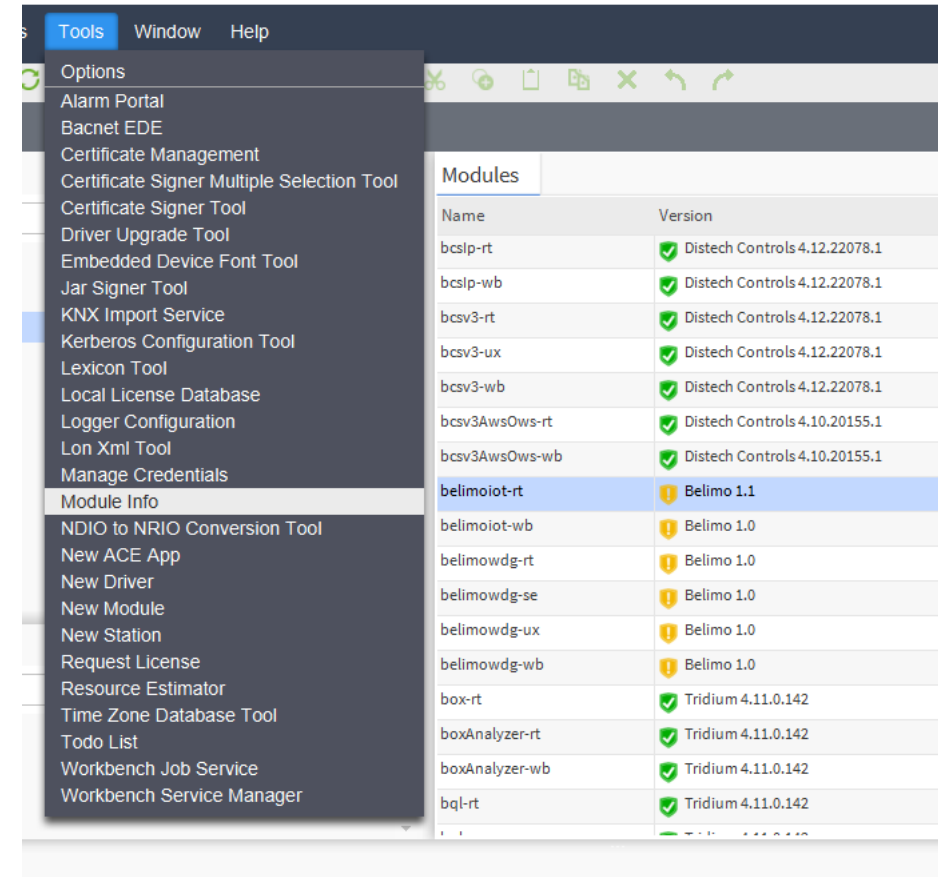 s Tools Window Help
Options
Alarm Portal
Bacnet EDE
Certificate Management
Certificate Signer Multiple Selection Tool
Certificate Signer Tool
Driver Upgrade Tool
Embedded Device Font Tool
Jar Signer Tool
KNX Import Service
Kerberos Configuration Tool
Lexicon Tool
Local License Database
Logger Configuration
Lon Xml Tool
Manage Credentials
Module Info
NDIO to NRIO Conversion Tool
New ACE App
New Driver
New Module
New Station
Request License
Resource Estimator
Time Zone Database Tool
Todo List
Workbench Job Service
Workbench Service Manager
Modules
Name Version
bcsIp-rt Distech Controls 4.12.22078.1
bcsIp-wb Distech Controls 4.12.22078.1
bcsv3-rt Distech Controls 4.12.22078.1
bcsv3-ux Distech Controls 4.12.22078.1
bcsv3-wb Distech Controls 4.12.22078.1
bcsv3AwsOws-rt Distech Controls 4.10.20155.1
bcsv3AwsOws-wb Distech Controls 4.10.20155.1
belimoiot-rt Belimo 1.1
belimoiot-wb Belimo 1.0
belimowdg-rt Belimo 1.0
belimowdg-se Belimo 1.0
belimowdg-ux Belimo 1.0
belimowdg-wb Belimo 1.0
box-rt Tridium 4.11.0.142
boxAnalyzer-rt Tridium 4.11.0.142
boxAnalyzer-wb Tridium 4.11.0.142
bql-rt Tridium 4.11.0.142